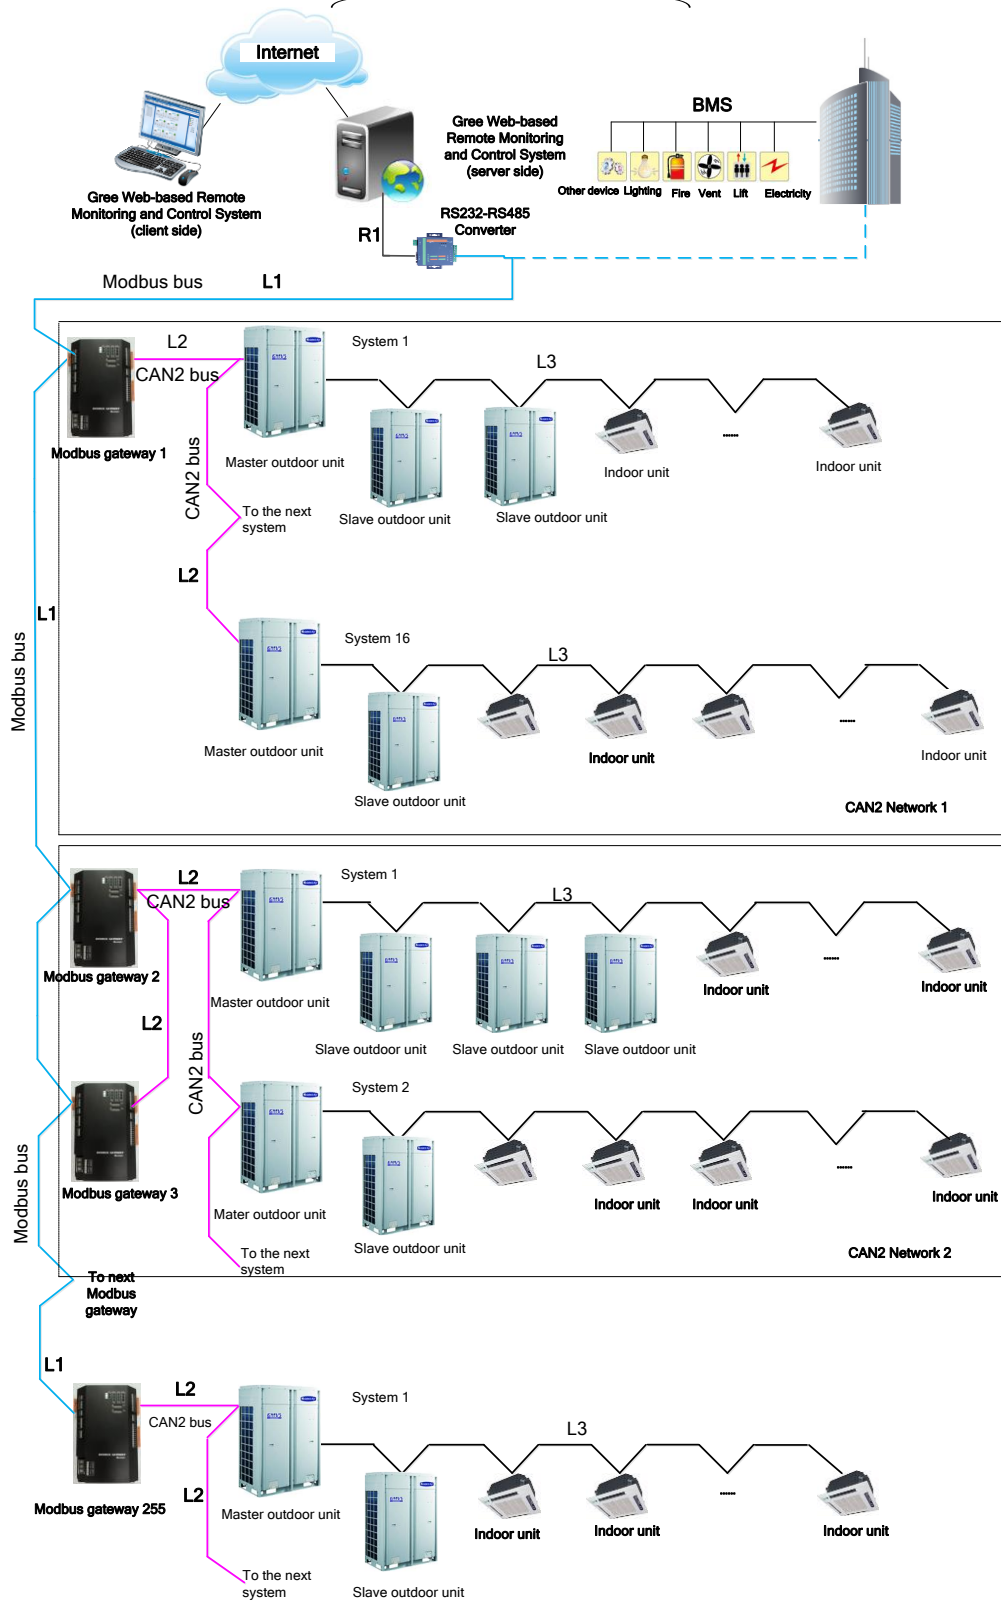 Internet
Gree Web-based
Remote Monitoring
and Control System
(server side)
BMS
Other device
Lighting
Fire
Vent
Lift
Electricity
Gree Web-based Remote
Monitoring and Control System
(client side)
R1
RS232-RS485
Converter
Modbus bus
L1
L2
CAN2 bus
System 1
L3
Modbus gateway 1
Master outdoor unit
Slave outdoor unit
Slave outdoor unit
Indoor unit
......
Indoor unit
CAN2 bus
To the next
system
L2
L1
Modbus bus
System 16
L3
Master outdoor unit
Slave outdoor unit
Indoor unit
......
Indoor unit
CAN2 Network 1
L2
CAN2 bus
System 1
L3
Modbus gateway 2
Master outdoor unit
Slave outdoor unit
Slave outdoor unit
Slave outdoor unit
Indoor unit
......
Indoor unit
L2
CAN2 bus
System 2
Modbus bus
Modbus gateway 3
Mater outdoor unit
Slave outdoor unit
Indoor unit
Indoor unit
......
Indoor unit
To the next
system
CAN2 Network 2
To next
Modbus
gateway
L1
L2
CAN2 bus
System 1
L3
Modbus gateway 255
L2
Master outdoor unit
Slave outdoor unit
Indoor unit
Indoor unit
......
Indoor unit
To the next
system